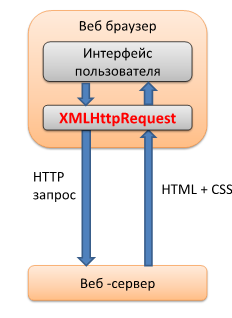 Веб браузер
Интерфейс
пользователя
XMLHttpRequest
HTTP
запрос
HTML + CSS
Веб -сервер